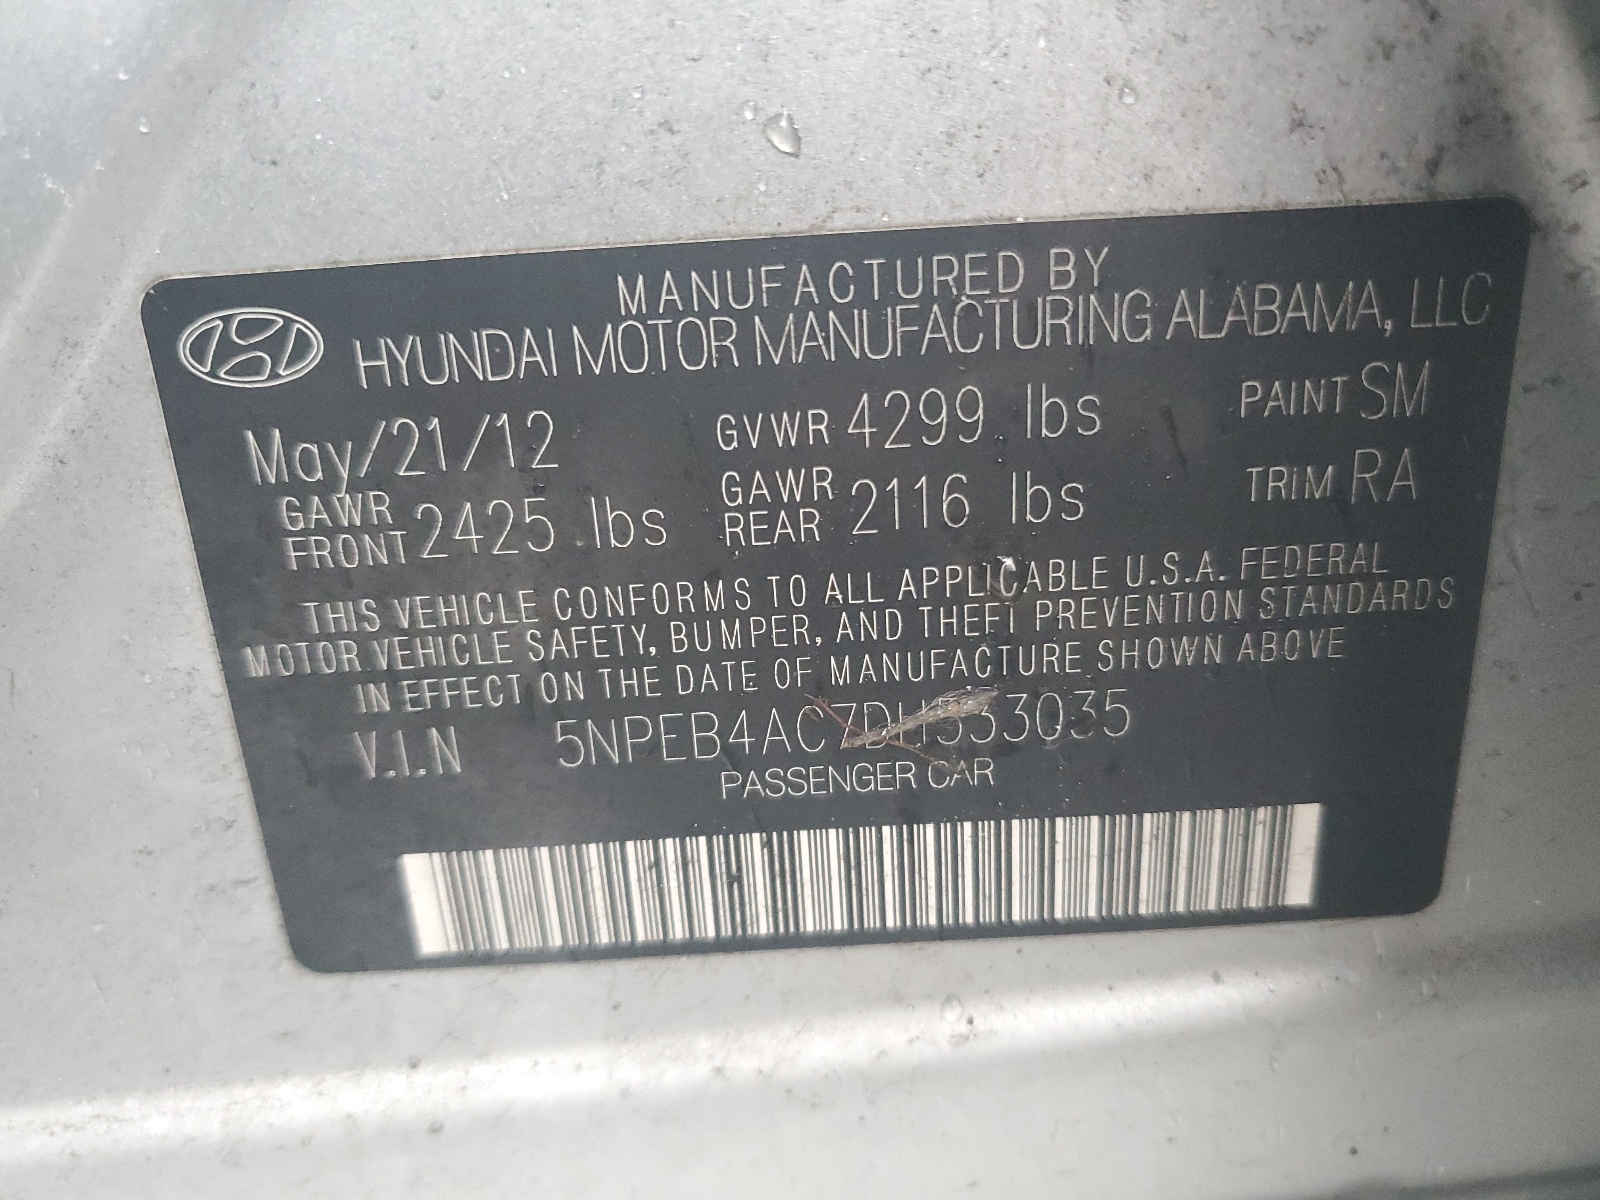 MANUFACTURED BY
HYUNDAI MOTOR MANUFACTURING ALABAMA, LLC
May/21/12 GVWR 4299 lbs PAINT SM
GAWR FRONT 2425 lbs GAWR REAR 2116 lbs TRIM RA
THIS VEHICLE CONFORMS TO ALL APPLICABLE U.S.A. FEDERAL
MOTOR VEHICLE SAFETY, BUMPER, AND THEFT PREVENTION STANDARDS
IN EFFECT ON THE DATE OF MANUFACTURE SHOWN ABOVE
V.I.N 5NPEB4AC7DH533035
PASSENGER CAR